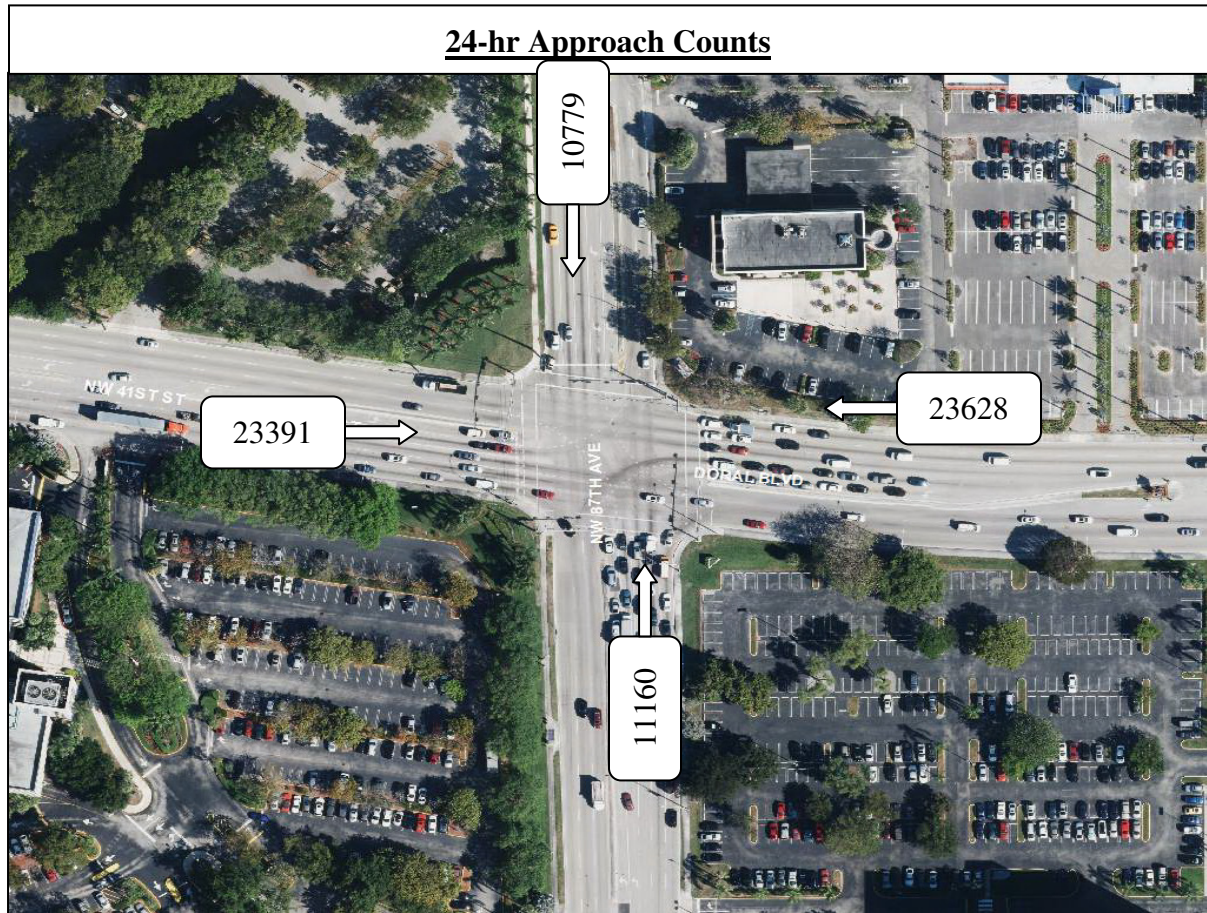 24-hr Approach Counts
10779
NW 41ST ST
23391
23628
NW 87TH AVE
DORAL BLVD
11160